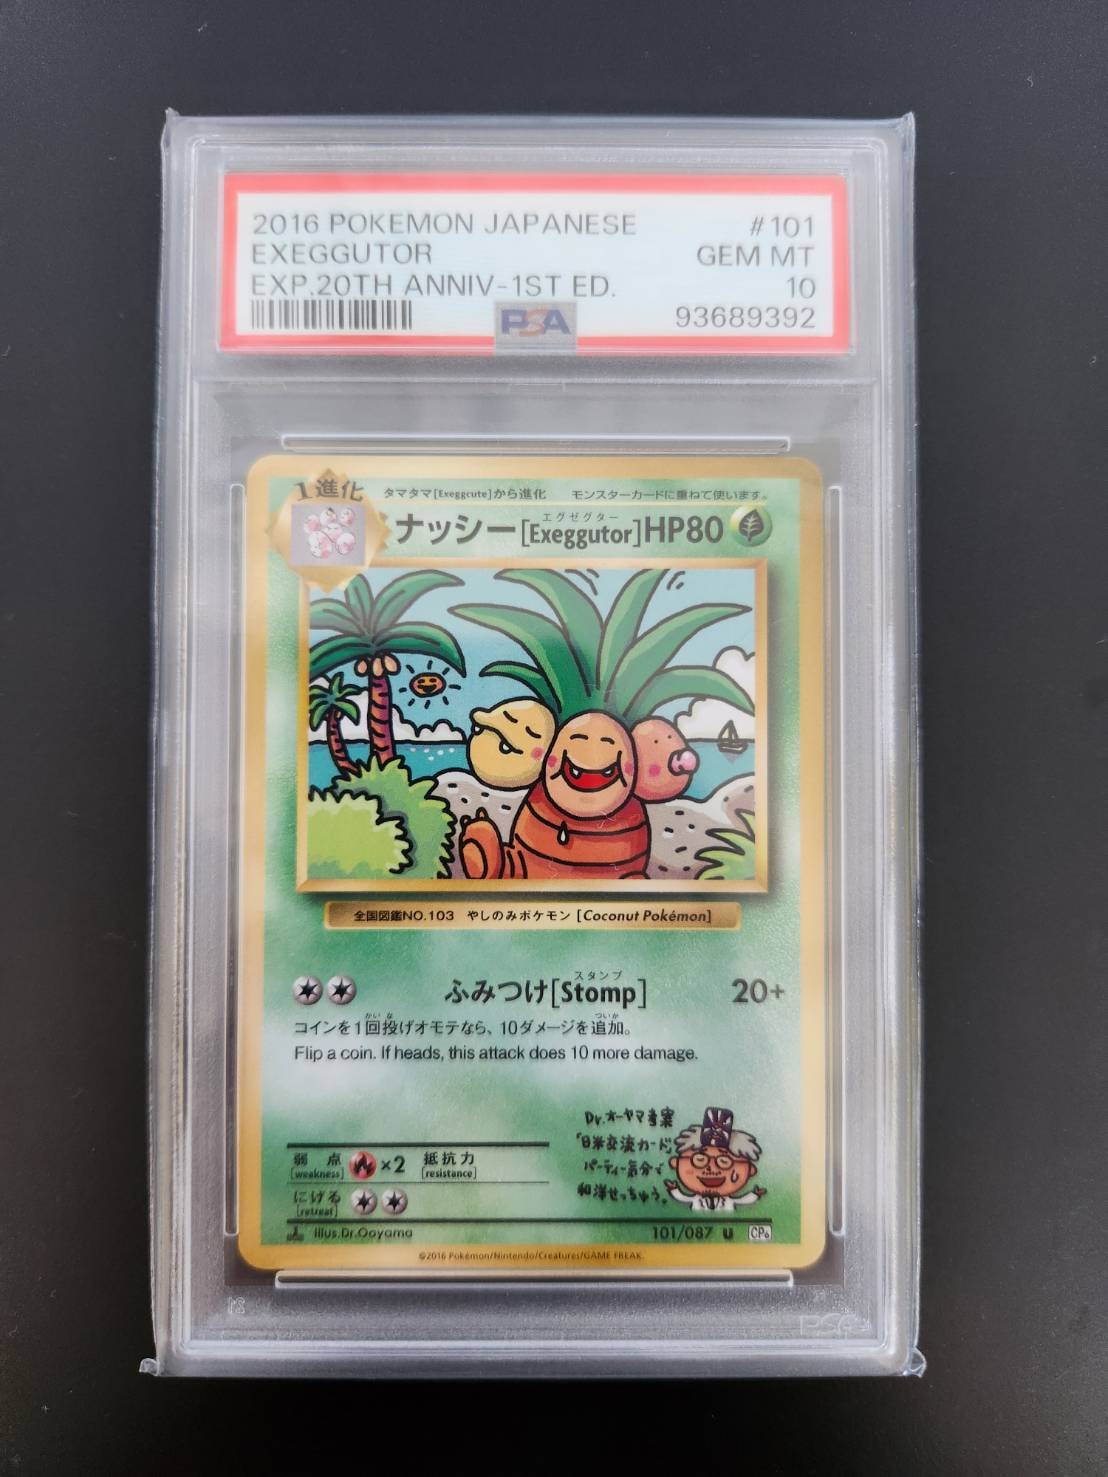 2016 POKEMON JAPANESE #101
EXEGGUTOR GEM MT
EXP.20TH ANNIV-1ST ED. 10
PSA 93689392
1進化 タマタマ[Exeggcute]から進化 モンスターカードに重ねて使います。
エグゼグター
ナッシー[Exeggutor]HP80
全国図鑑NO.103 やしのみポケモン [Coconut Pokémon]
スタンプ
ふみつけ[Stomp] 20+
かい な ついか
コインを1回投げオモテなら、10ダメージを追加。
Flip a coin. If heads, this attack does 10 more damage.
Dr.オーヤマ考案
「日米交流カード」
パーティー気分で
和洋せっちゅう。
弱点 ×2 抵抗力
[weakness] [resistance]
にげる
[retreat]
1 Illus.Dr.Ooyama 101/087 U CP6
©2016 Pokémon/Nintendo/Creatures/GAME FREAK.